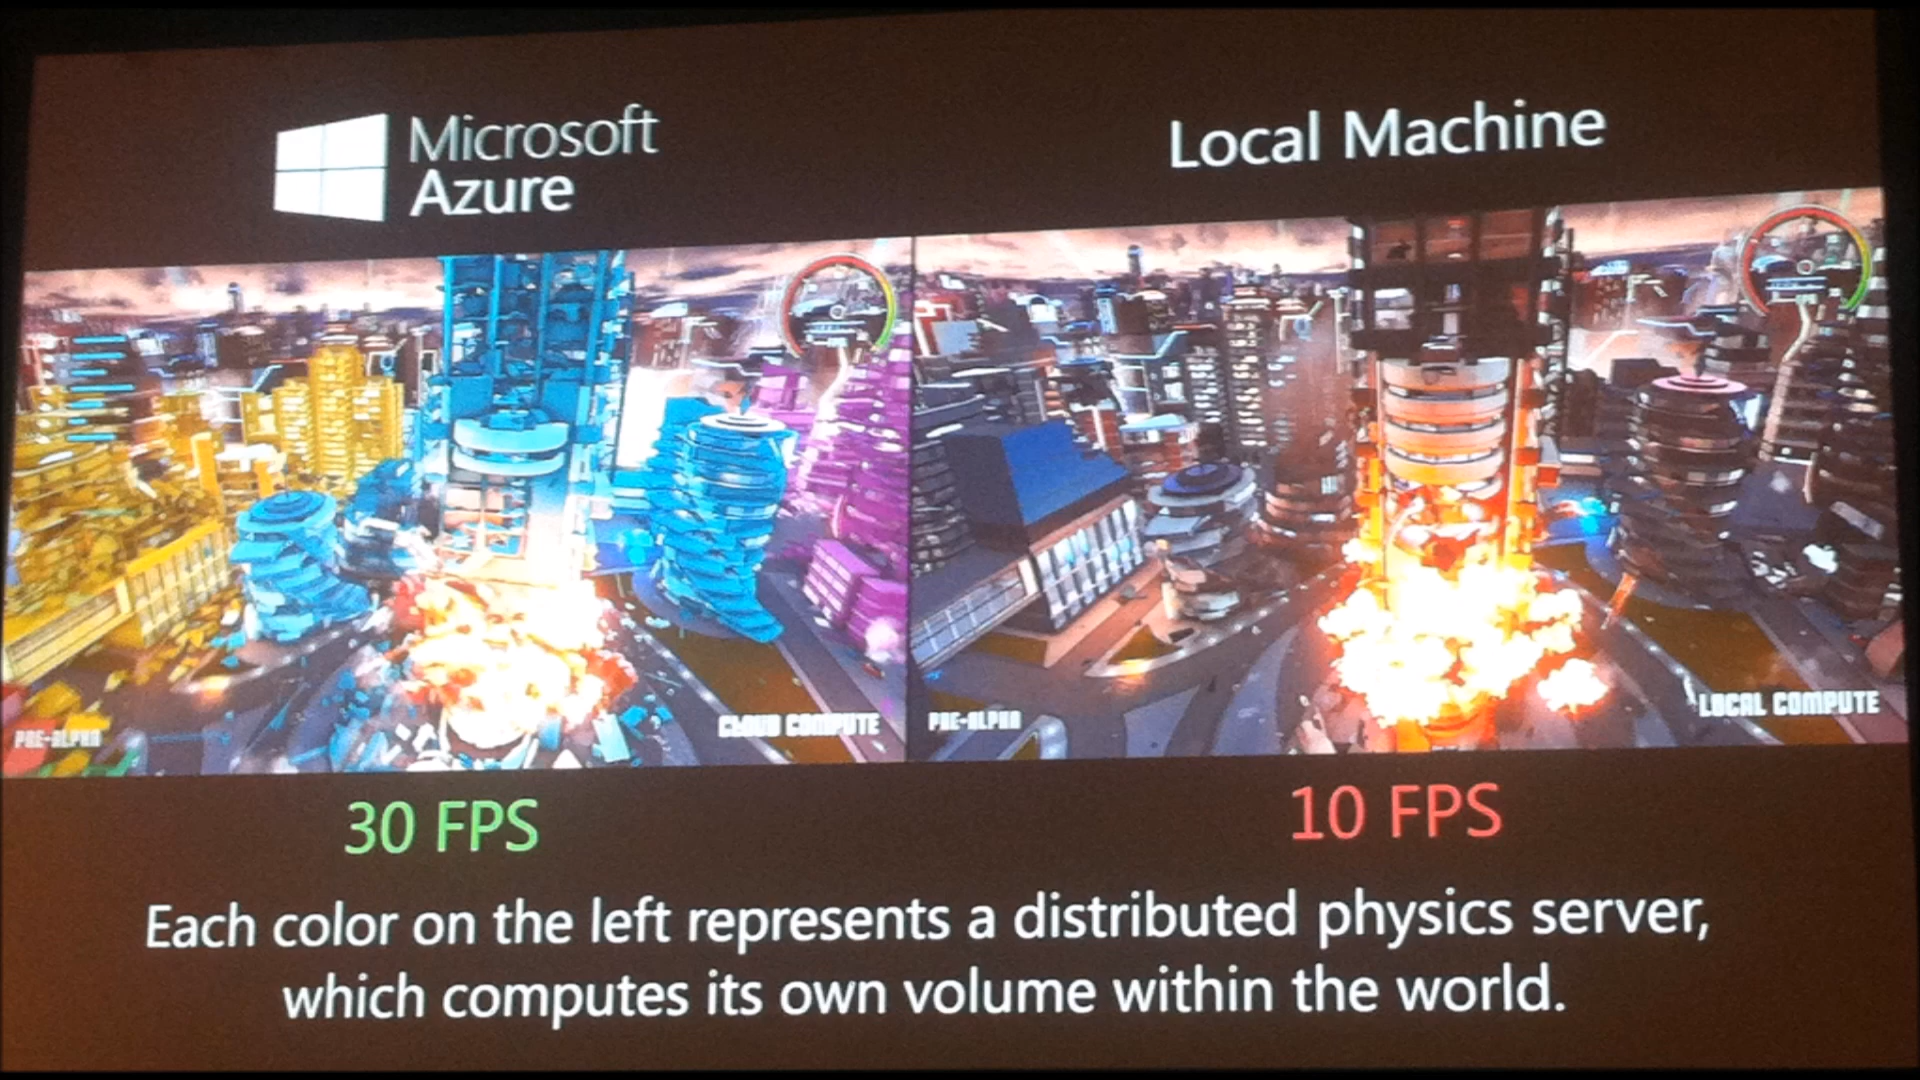 Microsoft
Azure
Local Machine
PRE-ALPHA
CLOUD COMPUTE
PRE-ALPHA
LOCAL COMPUTE
30 FPS
10 FPS
Each color on the left represents a distributed physics server,
which computes its own volume within the world.